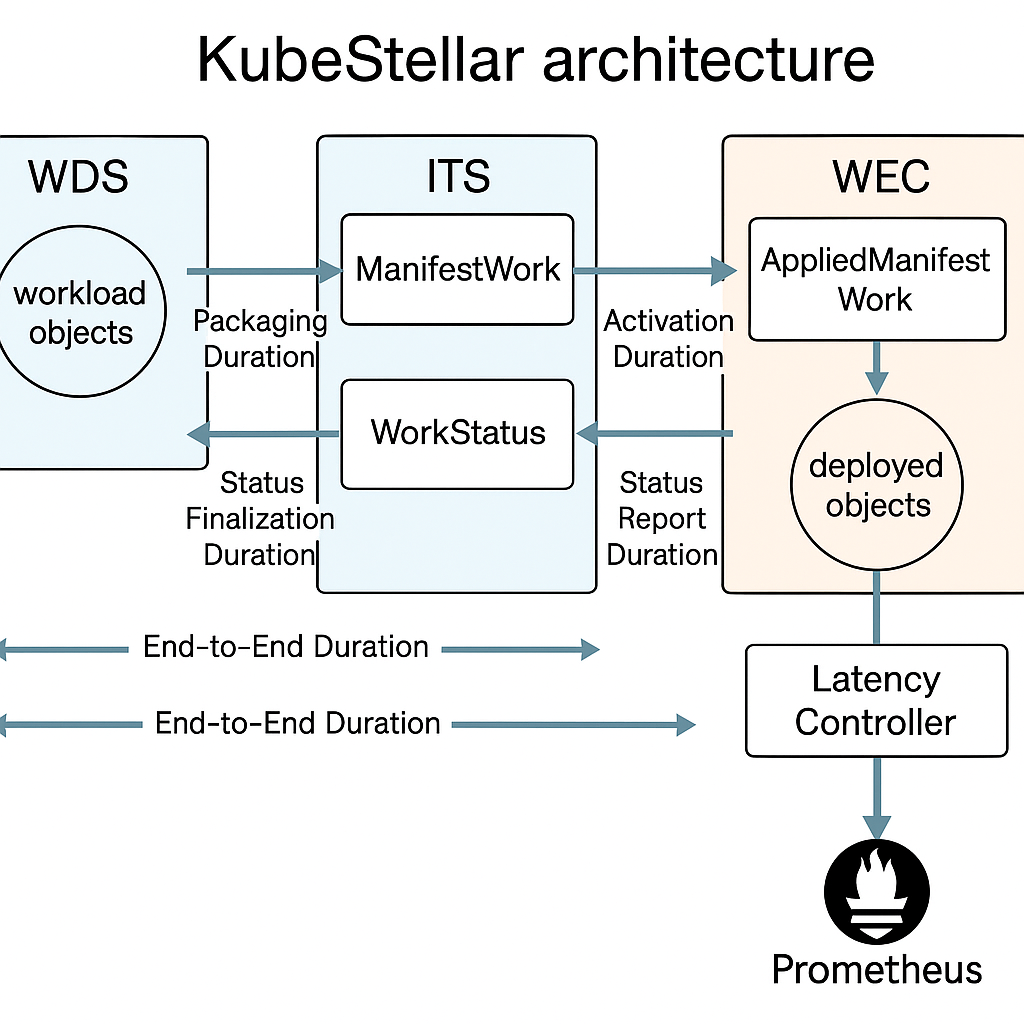 KubeStellar architecture
WDS
workload
objects
Packaging
Duration
Status
Finalization
Duration
ITS
ManifestWork
WorkStatus
Activation
Duration
Status
Report
Duration
WEC
AppliedManifest
Work
deployed
objects
End-to-End Duration
End-to-End Duration
Latency
Controller
Prometheus